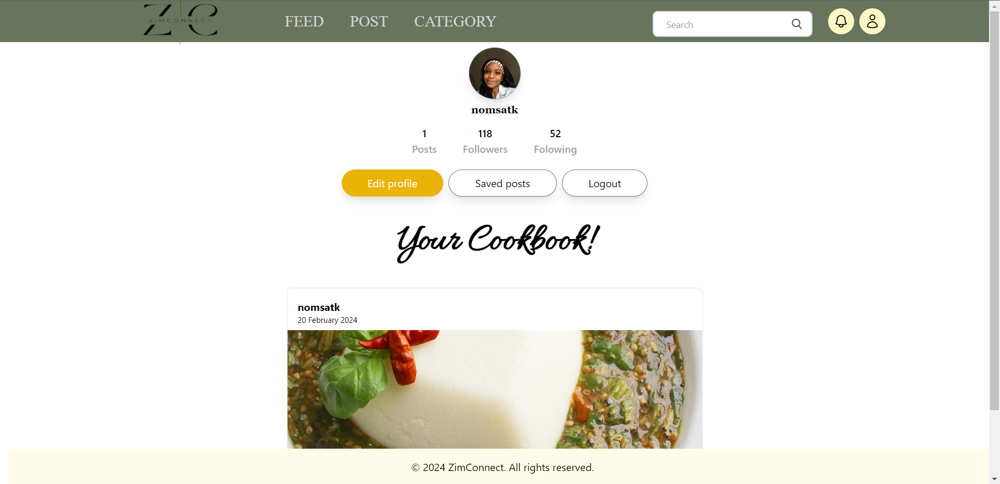 ZC
ZIMCONNECT
FEED POST CATEGORY
Search
nomsatk
1 118 52
Posts Followers Folowing
Edit profile Saved posts Logout
Your Cookbook!
nomsatk
20 February 2024
© 2024 ZimConnect. All rights reserved.